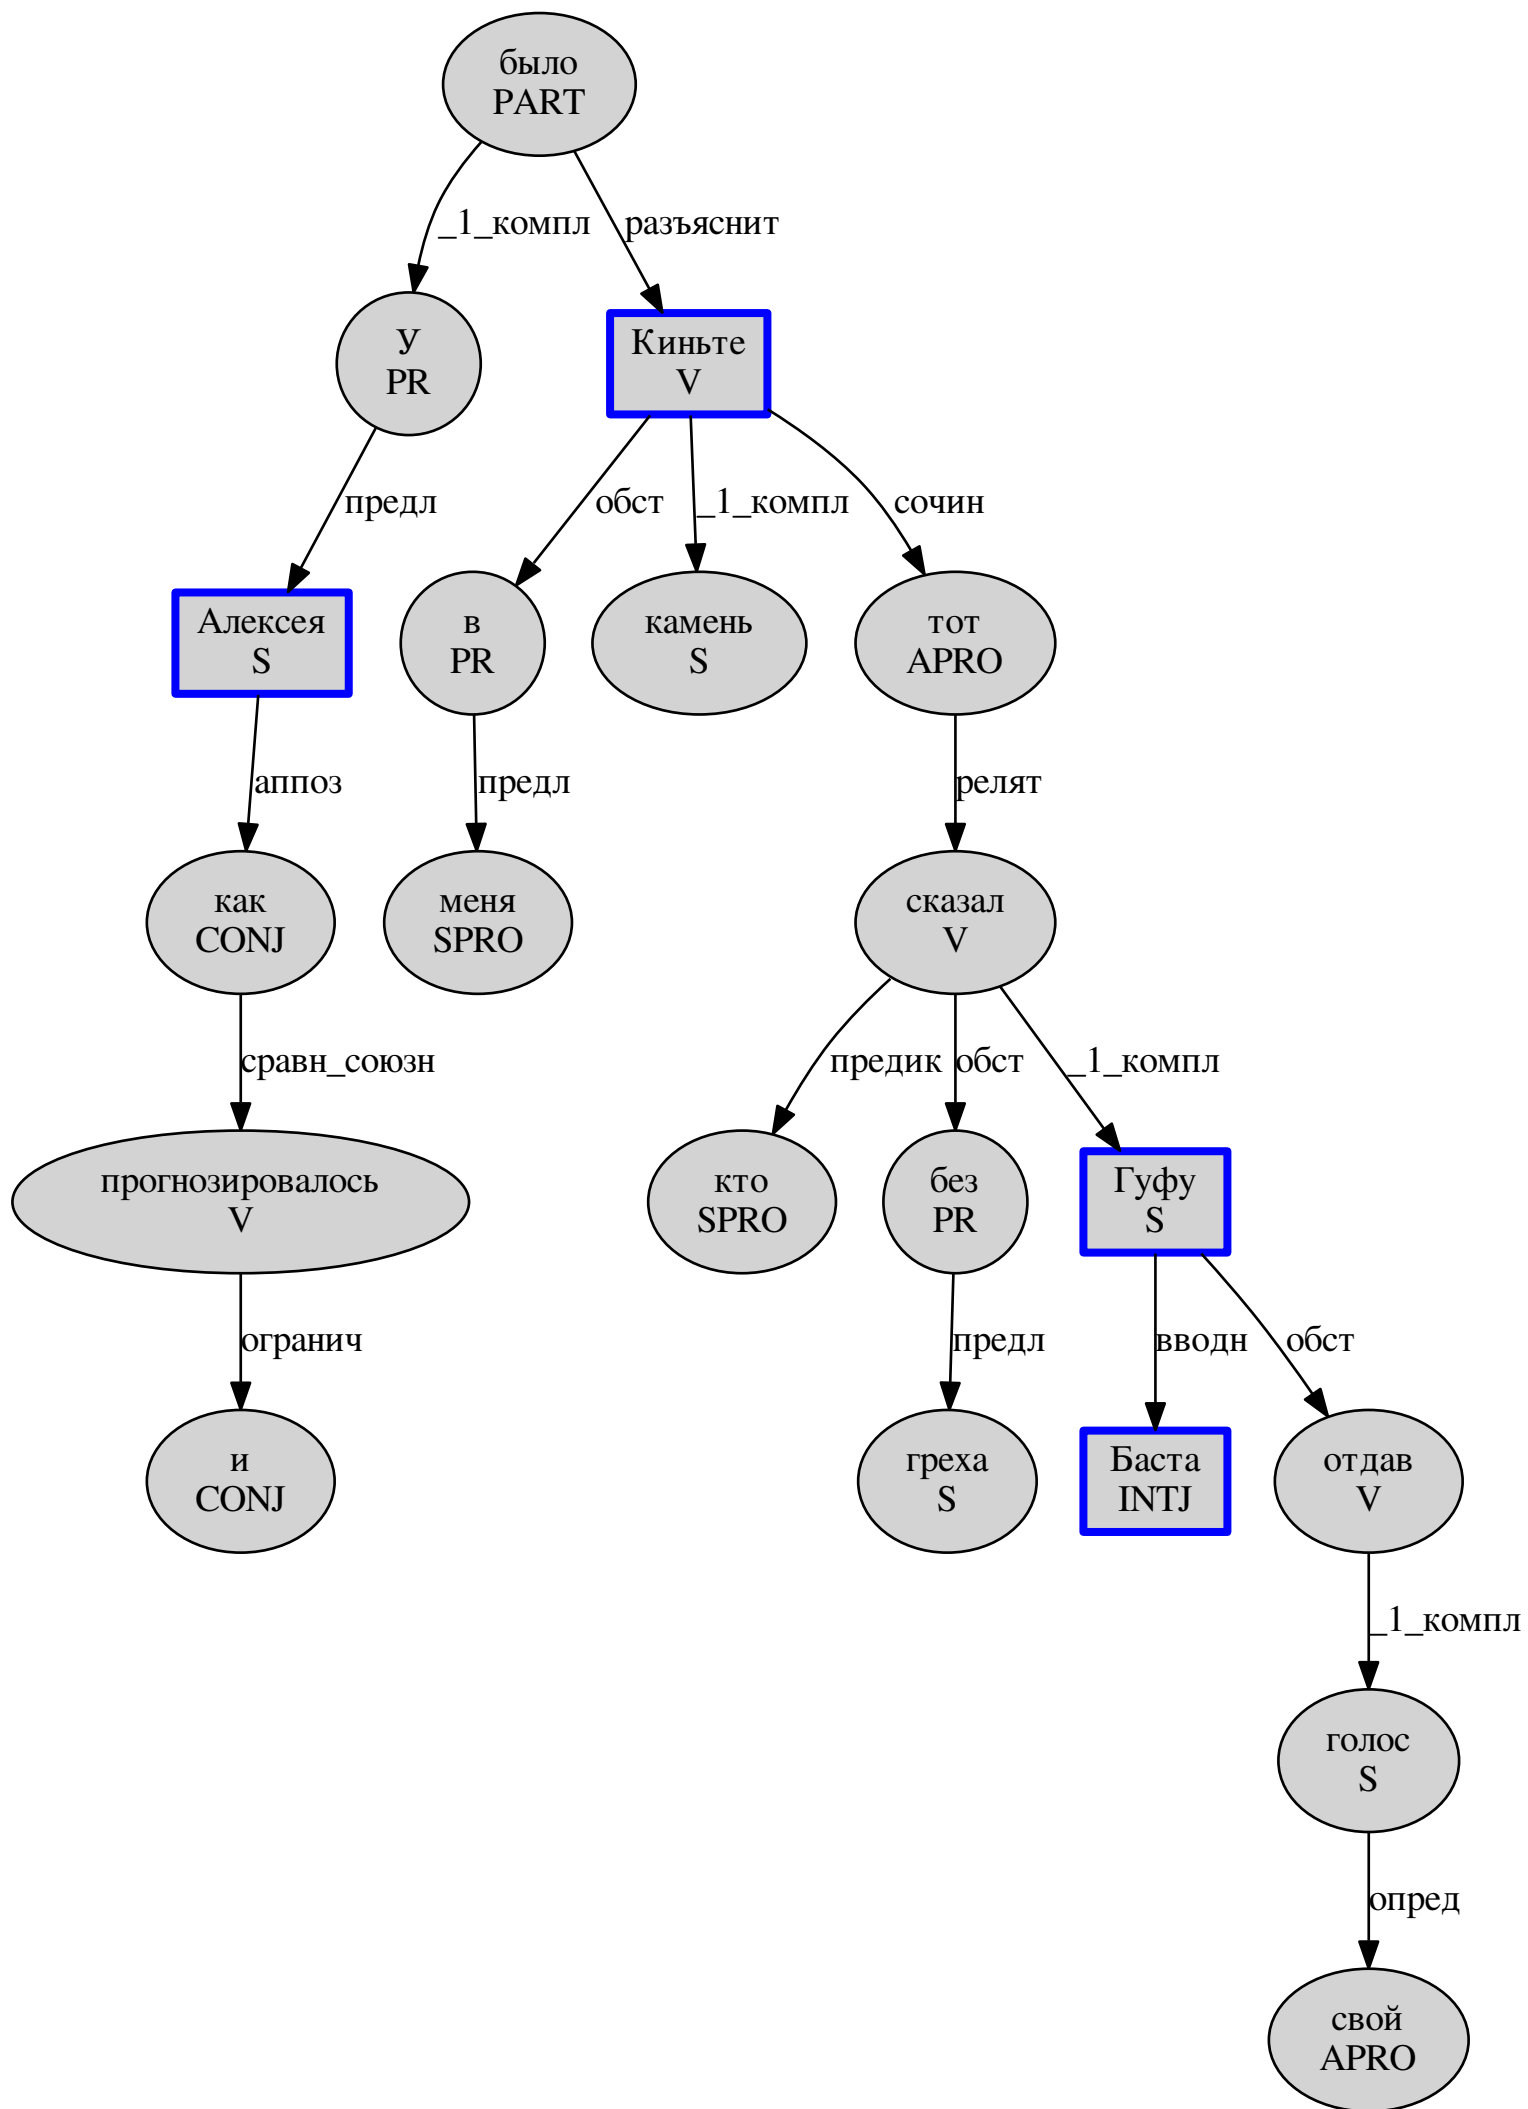 было
PART
_1_компл
разъяснит
У
PR
Киньте
V
предл
обст
_1_компл
сочин
Алексея
S
в
PR
камень
S
тот
APRO
аппоз
предл
релят
как
CONJ
меня
SPRO
сказал
V
сравн_союзн
предик
обст
_1_компл
прогнозировалось
V
кто
SPRO
без
PR
Гуфу
S
огранич
предл
вводн
обст
и
CONJ
греха
S
Баста
INTJ
отдав
V
_1_компл
голос
S
опред
свой
APRO